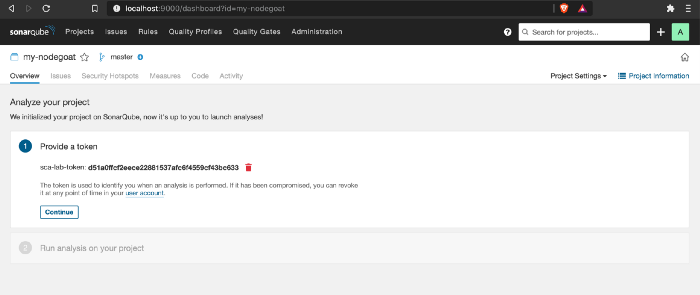 localhost:9000/dashboard?id=my-nodegoat
sonarqube Projects Issues Rules Quality Profiles Quality Gates Administration ? Search for projects... + A
my-nodegoat master
Overview Issues Security Hotspots Measures Code Activity Project Settings Project Information
Analyze your project
We initialized your project on SonarQube, now it's up to you to launch analyses!
1 Provide a token
sca-lab-token: d51a0ffcf2eece22881537afc6f4559cf43bc633
The token is used to identify you when an analysis is performed. If it has been compromised, you can revoke
it at any point of time in your user account.
Continue
2 Run analysis on your project